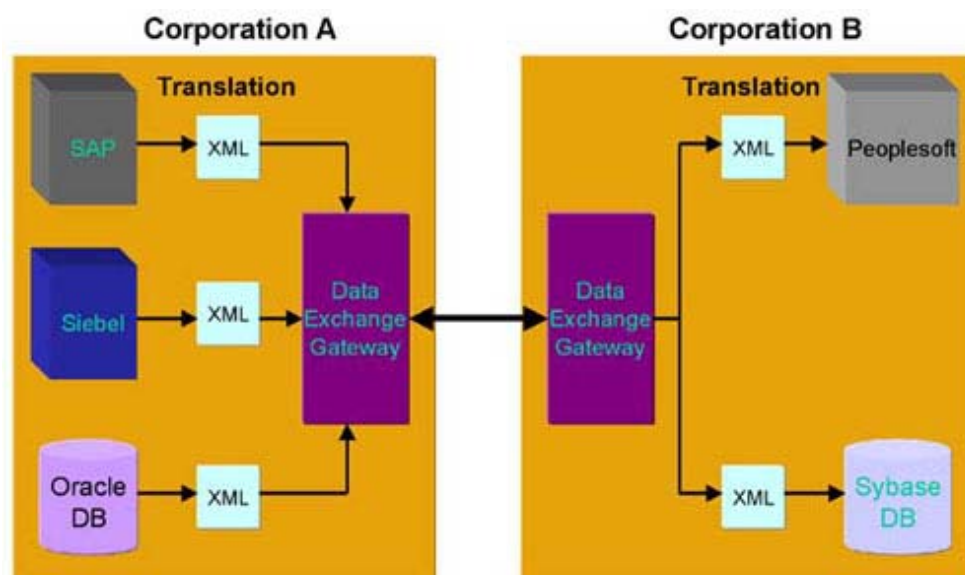 Corporation A
Translation
SAP
XML
Siebel
XML
Data
Exchange
Gateway
Oracle
DB
XML
Corporation B
Translation
XML
Peoplesoft
Data
Exchange
Gateway
XML
Sybase
DB